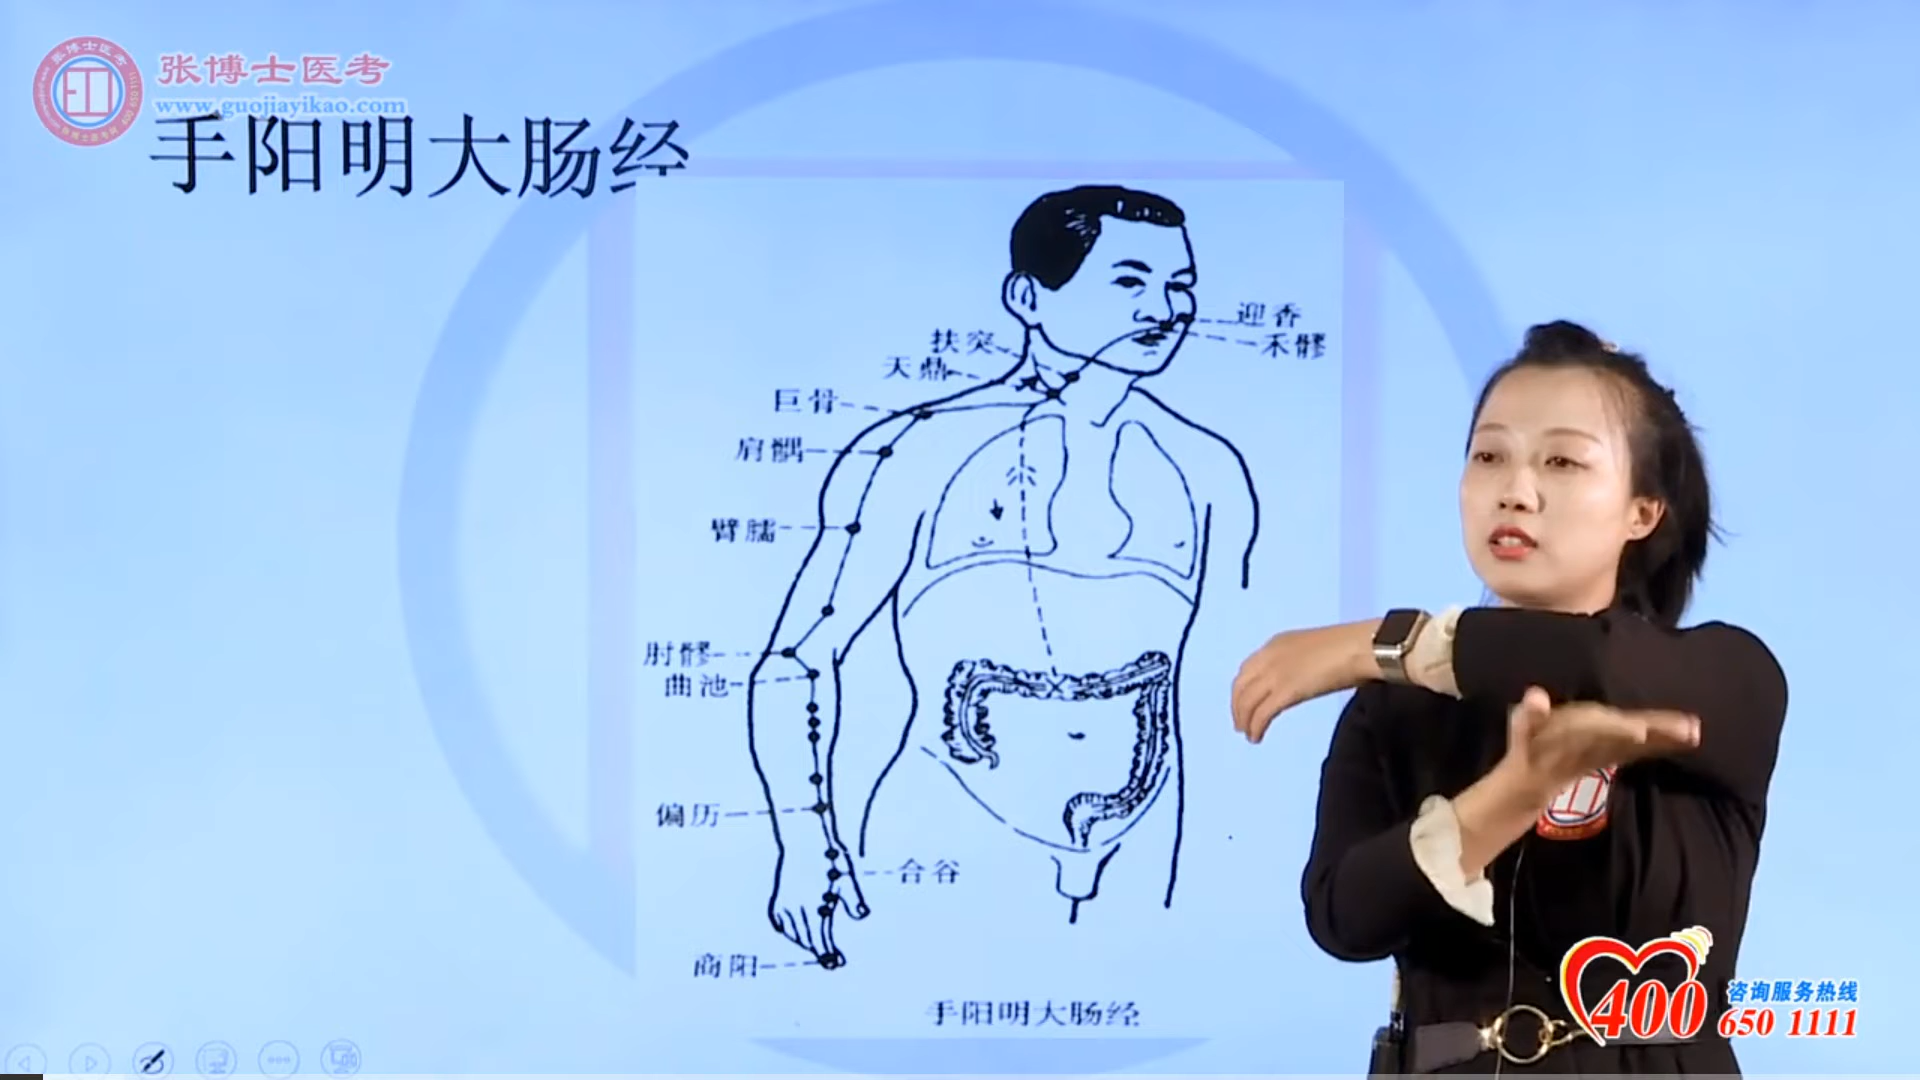 张博士医考
www.guojiayikao.com
手阳明大肠经
迎香
禾髎
扶突
天鼎
巨骨
肩髃
臂臑
肘髎
曲池
偏历
合谷
商阳
手阳明大肠经
400 咨询服务热线
650 1111